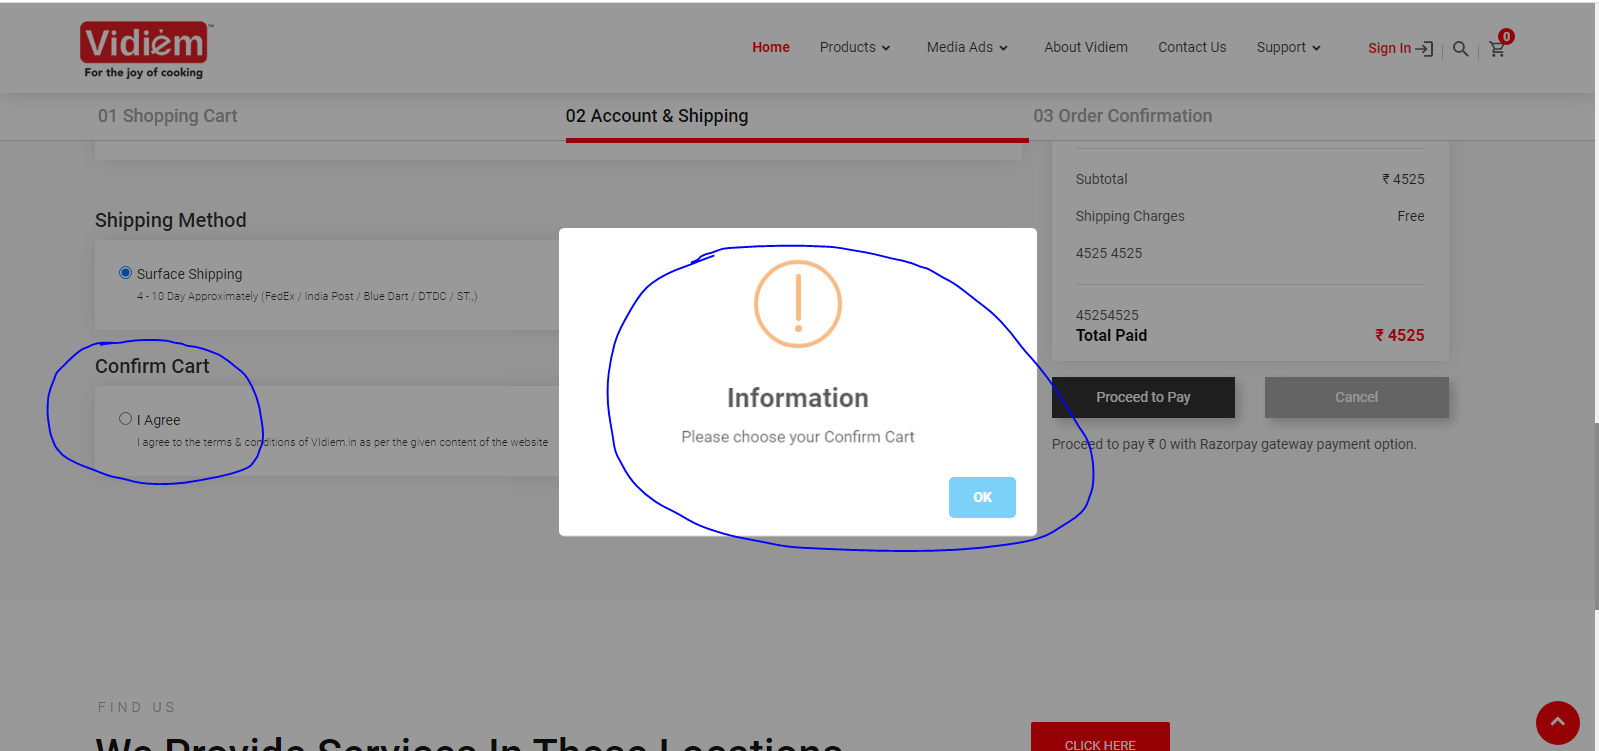 Vidiem™
For the joy of cooking
Home Products Media Ads About Vidiem Contact Us Support Sign In 0
01 Shopping Cart 02 Account & Shipping 03 Order Confirmation
Subtotal ₹ 4525
Shipping Charges Free
4525 4525
45254525
Total Paid ₹ 4525
Proceed to Pay Cancel
Proceed to pay ₹ 0 with Razorpay gateway payment option.
Shipping Method
Surface Shipping
4 - 10 Day Approximately (FedEx / India Post / Blue Dart / DTDC / ST.,)
Confirm Cart
I Agree
I agree to the terms & conditions of VIdiem.in as per the given content of the website
Information
Please choose your Confirm Cart
OK
FIND US
We Provide Services In These Locations
CLICK HERE